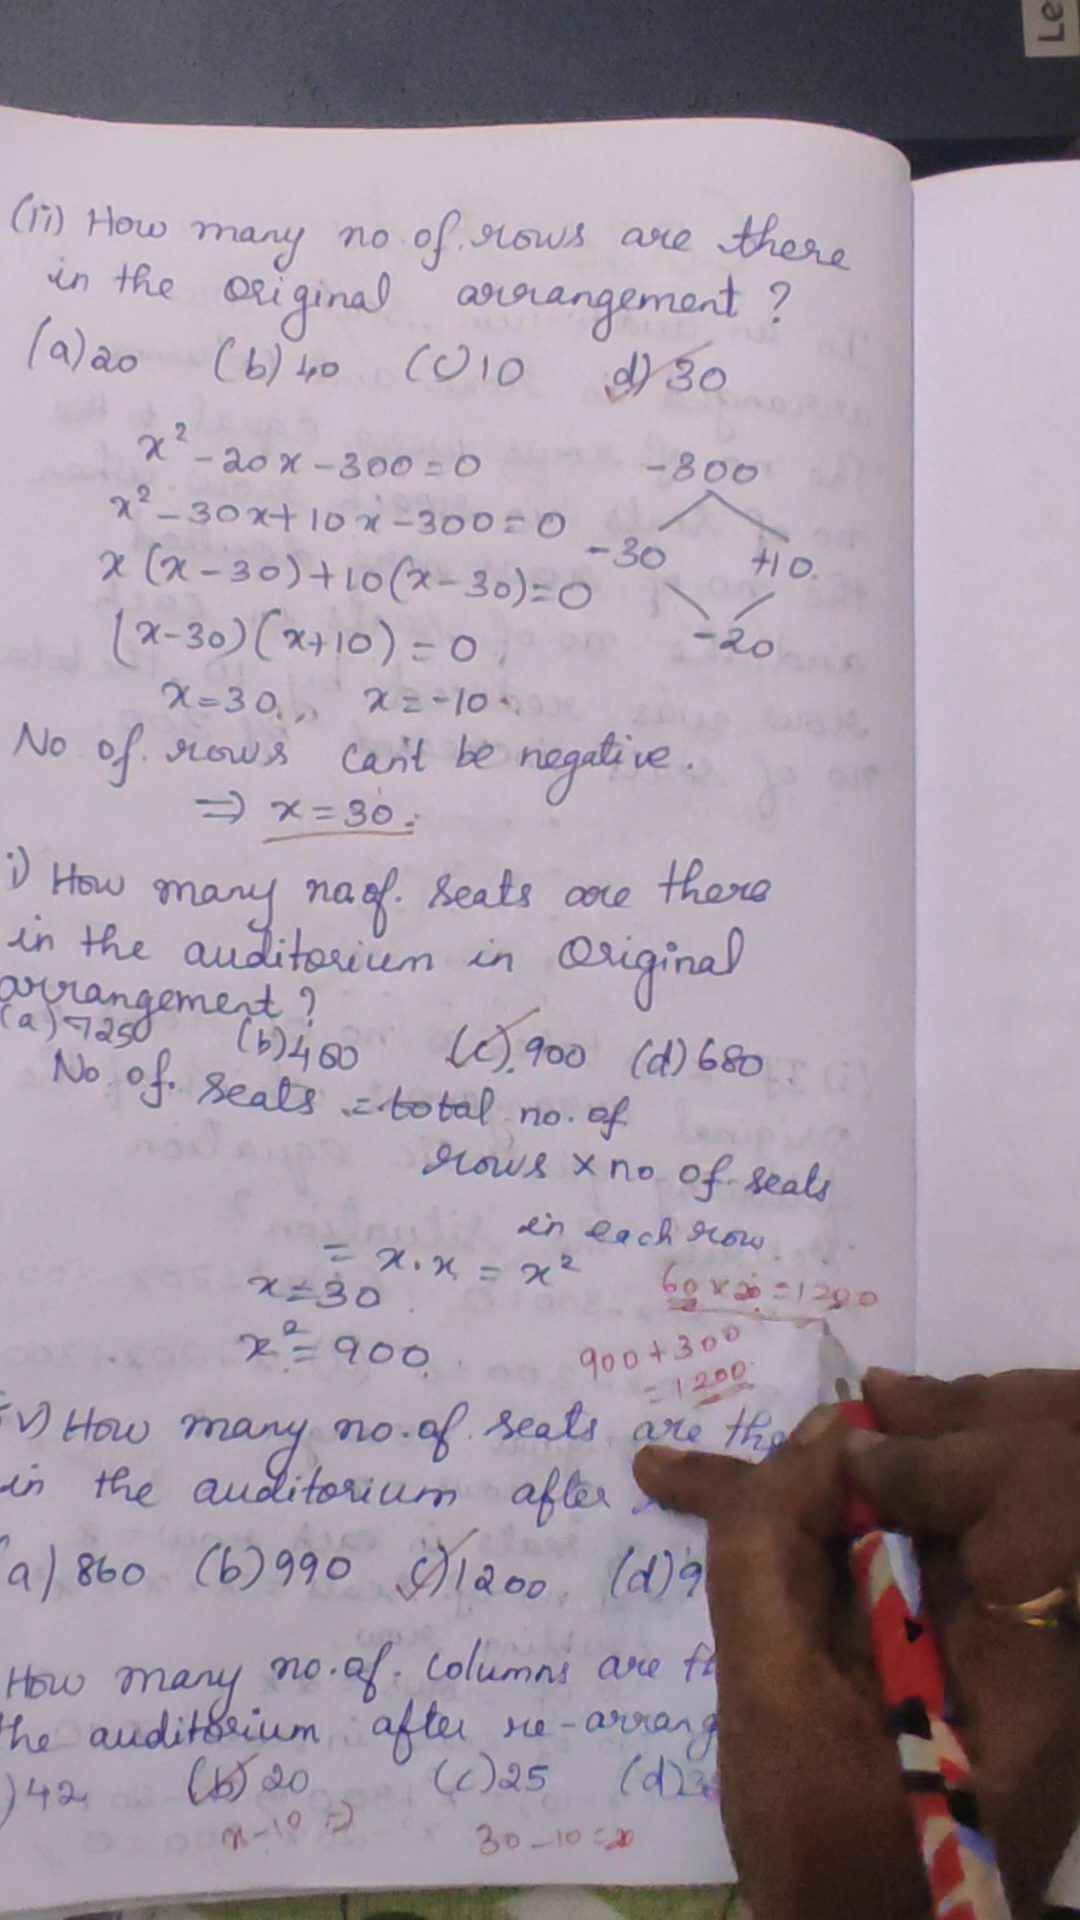 Le
(ii) How many no of. rows are there
in the original arrangement ?
(a) 20 (b) 40 (c) 10 (d) 30
x² - 20x - 300 = 0
-300
x² - 30x + 10x - 300 = 0
-30 +10
x (x - 30) + 10 (x - 30) = 0
(x - 30) (x + 10) = 0
-20
x = 30, x = -10
No of. rows can't be negative.
⇒ x = 30
i) How many no of. seats are there
in the auditorium in Original
arrangement ?
(a) 7250 (b) 400 (c) 900 (d) 680
No of. seats = total no. of
rows × no of seats
in each row
= x . x = x²
x = 30
60 × 20 = 1200
x² = 900
900 + 300
= 1200
iv) How many no. of. seats are the
in the auditorium after
a) 860 (b) 990 c) 1200 (d) 9
How many no. of. columns are th
the auditorium after re-arrang
) 42 (b) 20 (c) 25 (d)
x - 10 ⇒ 30 - 10 = 20